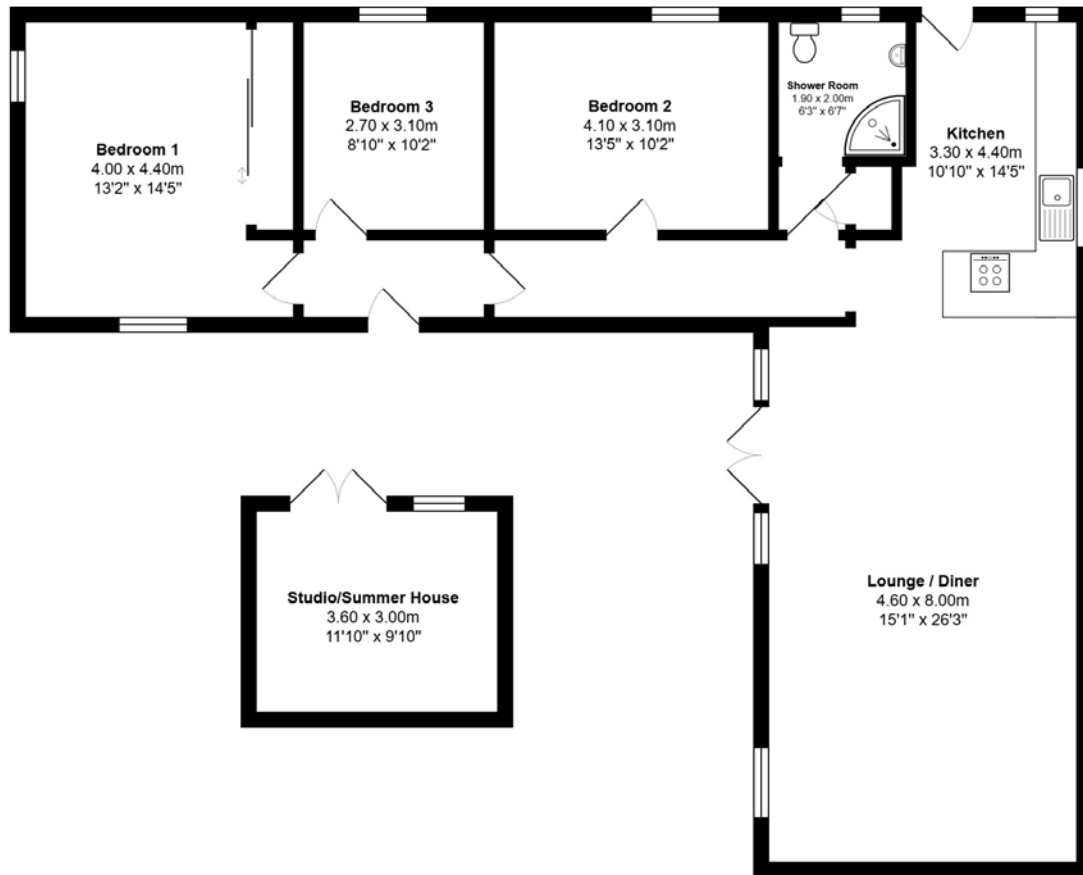 Bedroom 1
4.00 x 4.40m
13'2" x 14'5"
Bedroom 3
2.70 x 3.10m
8'10" x 10'2"
Bedroom 2
4.10 x 3.10m
13'5" x 10'2"
Shower Room
1.90 x 2.00m
6'3" x 6'7"
Kitchen
3.30 x 4.40m
10'10" x 14'5"
Studio/Summer House
3.60 x 3.00m
11'10" x 9'10"
Lounge / Diner
4.60 x 8.00m
15'1" x 26'3"